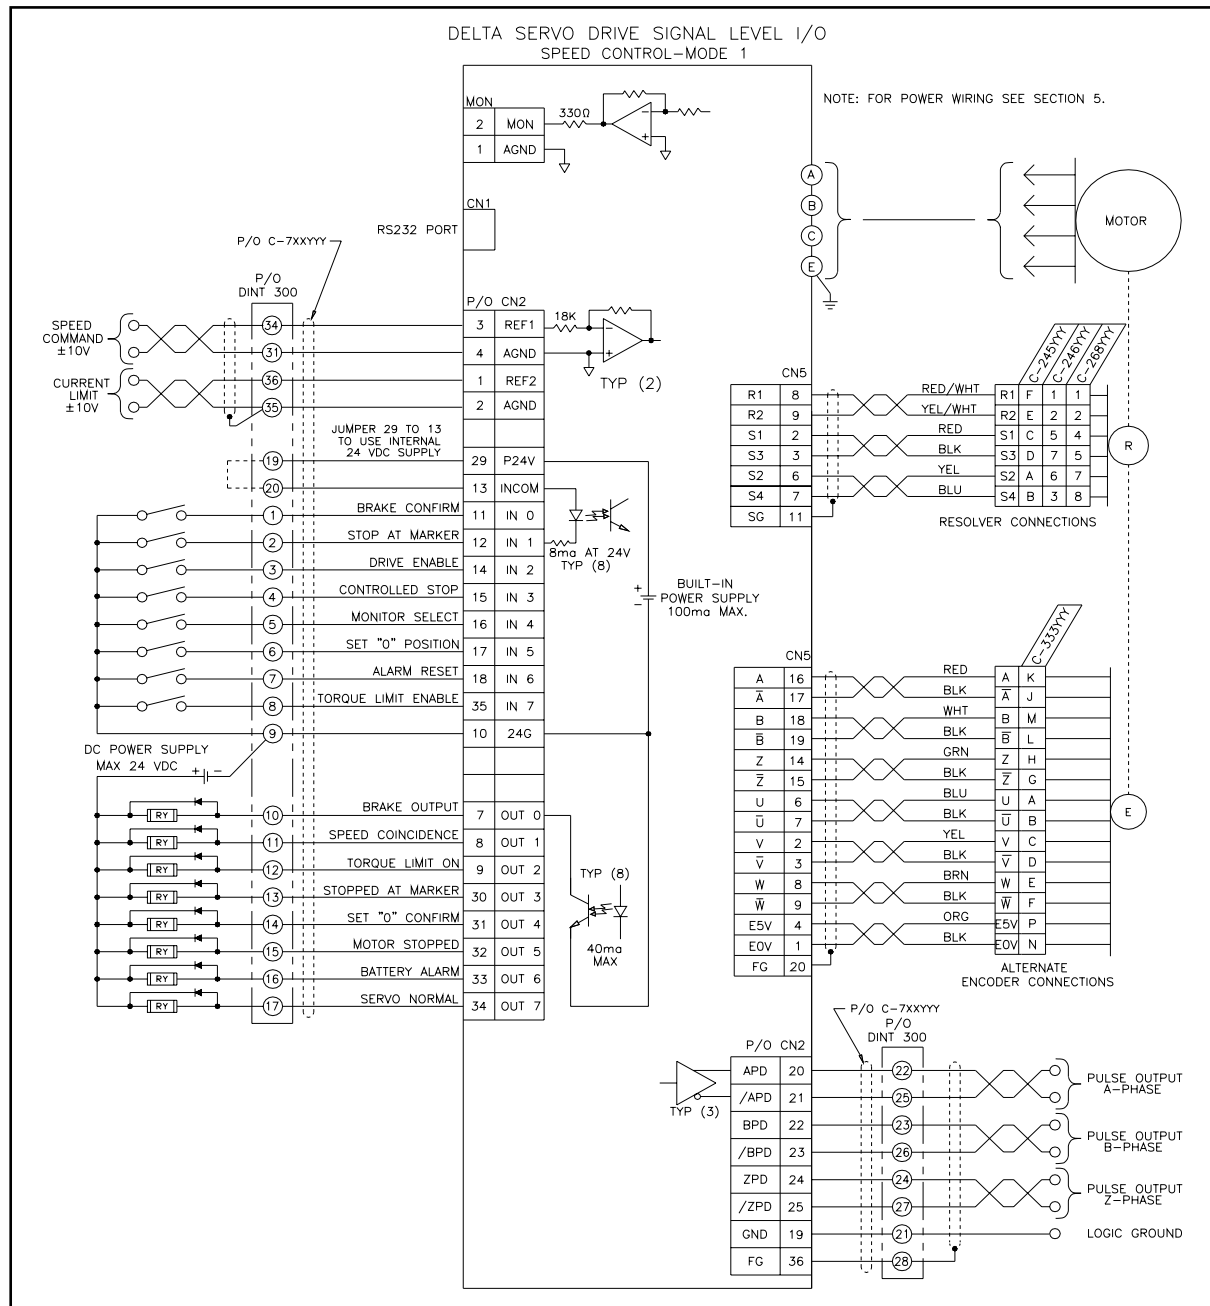 DELTA SERVO DRIVE SIGNAL LEVEL I/O
SPEED CONTROL-MODE 1
NOTE: FOR POWER WIRING SEE SECTION 5.
MON
2 MON
1 AGND
330Ω
- +
CN1
RS232 PORT
A
B
C
E
MOTOR
P/O C-7XXYYY
P/O
DINT 300
P/O CN2
SPEED
COMMAND
±10V
34
31
3 REF1
4 AGND
18K
- +
TYP (2)
CURRENT
LIMIT
±10V
36
35
1 REF2
2 AGND
JUMPER 29 TO 13
TO USE INTERNAL
24 VDC SUPPLY
19 29 P24V
20 13 INCOM
1 BRAKE CONFIRM 11 IN 0
2 STOP AT MARKER 12 IN 1
3 DRIVE ENABLE 14 IN 2
4 CONTROLLED STOP 15 IN 3
5 MONITOR SELECT 16 IN 4
6 SET "0" POSITION 17 IN 5
7 ALARM RESET 18 IN 6
8 TORQUE LIMIT ENABLE 35 IN 7
9 10 24G
8ma AT 24V
TYP (8)
+ -
BUILT-IN
POWER SUPPLY
100ma MAX.
DC POWER SUPPLY
MAX 24 VDC
+ -
RY 10 BRAKE OUTPUT 7 OUT 0
RY 11 SPEED COINCIDENCE 8 OUT 1
RY 12 TORQUE LIMIT ON 9 OUT 2
RY 13 STOPPED AT MARKER 30 OUT 3
RY 14 SET "0" CONFIRM 31 OUT 4
RY 15 MOTOR STOPPED 32 OUT 5
RY 16 BATTERY ALARM 33 OUT 6
RY 17 SERVO NORMAL 34 OUT 7
TYP (8)
40ma
MAX
C-245YYY C-246YYY C-268YYY
CN5
R1 8 RED/WHT R1 F 1 1
R2 9 YEL/WHT R2 E 2 2
S1 2 RED S1 C 5 4
S3 3 BLK S3 D 7 5
S2 6 YEL S2 A 6 7
S4 7 BLU S4 B 3 8
SG 11
R
RESOLVER CONNECTIONS
C-333YYY
CN5
A 16 RED A K
A̅ 17 BLK A̅ J
B 18 WHT B M
B̅ 19 BLK B̅ L
Z 14 GRN Z H
Z̅ 15 BLK Z̅ G
U 6 BLU U A
U̅ 7 BLK U̅ B
V 2 YEL V C
V̅ 3 BLK V̅ D
W 8 BRN W E
W̅ 9 BLK W̅ F
E5V 4 ORG E5V P
E0V 1 BLK E0V N
FG 20
E
ALTERNATE
ENCODER CONNECTIONS
P/O C-7XXYYY
P/O
DINT 300
P/O CN2
TYP (3)
APD 20 22
/APD 21 25
PULSE OUTPUT
A-PHASE
BPD 22 23
/BPD 23 26
PULSE OUTPUT
B-PHASE
ZPD 24 24
/ZPD 25 27
PULSE OUTPUT
Z-PHASE
GND 19 21 LOGIC GROUND
FG 36 28